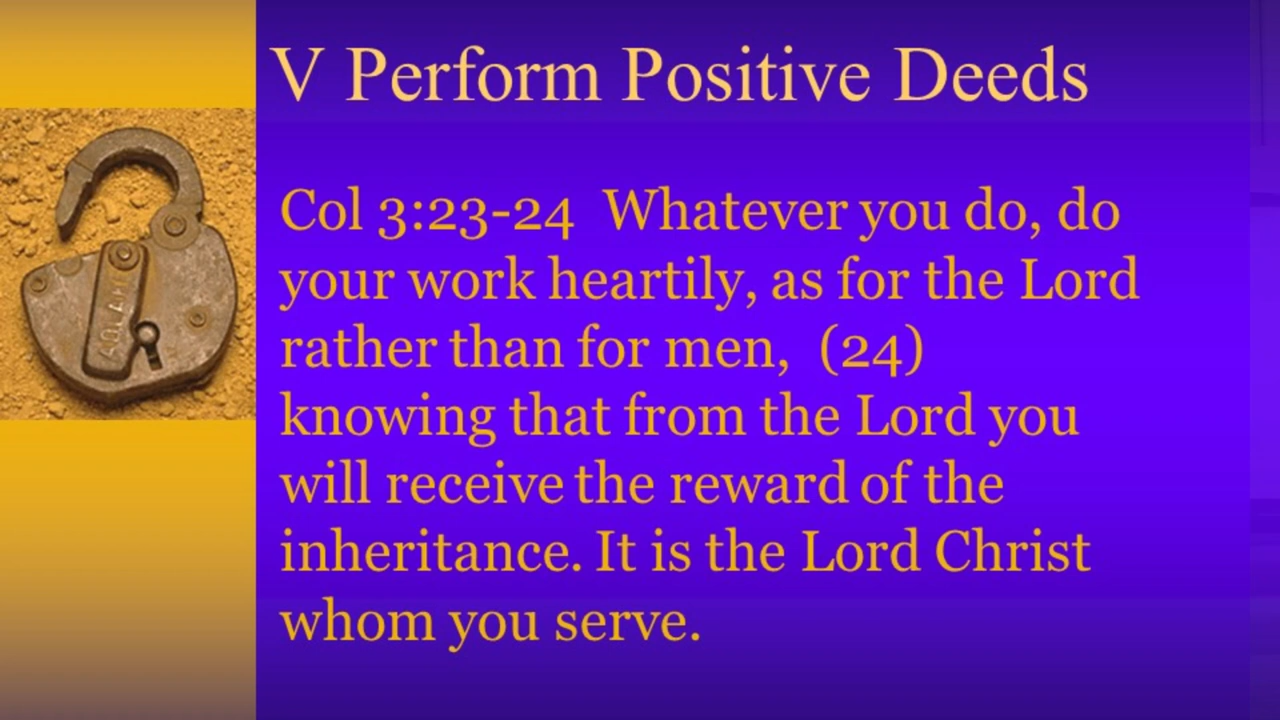 V Perform Positive Deeds
Col 3:23-24  Whatever you do, do
your work heartily, as for the Lord
rather than for men,  (24)
knowing that from the Lord you
will receive the reward of the
inheritance. It is the Lord Christ
whom you serve.